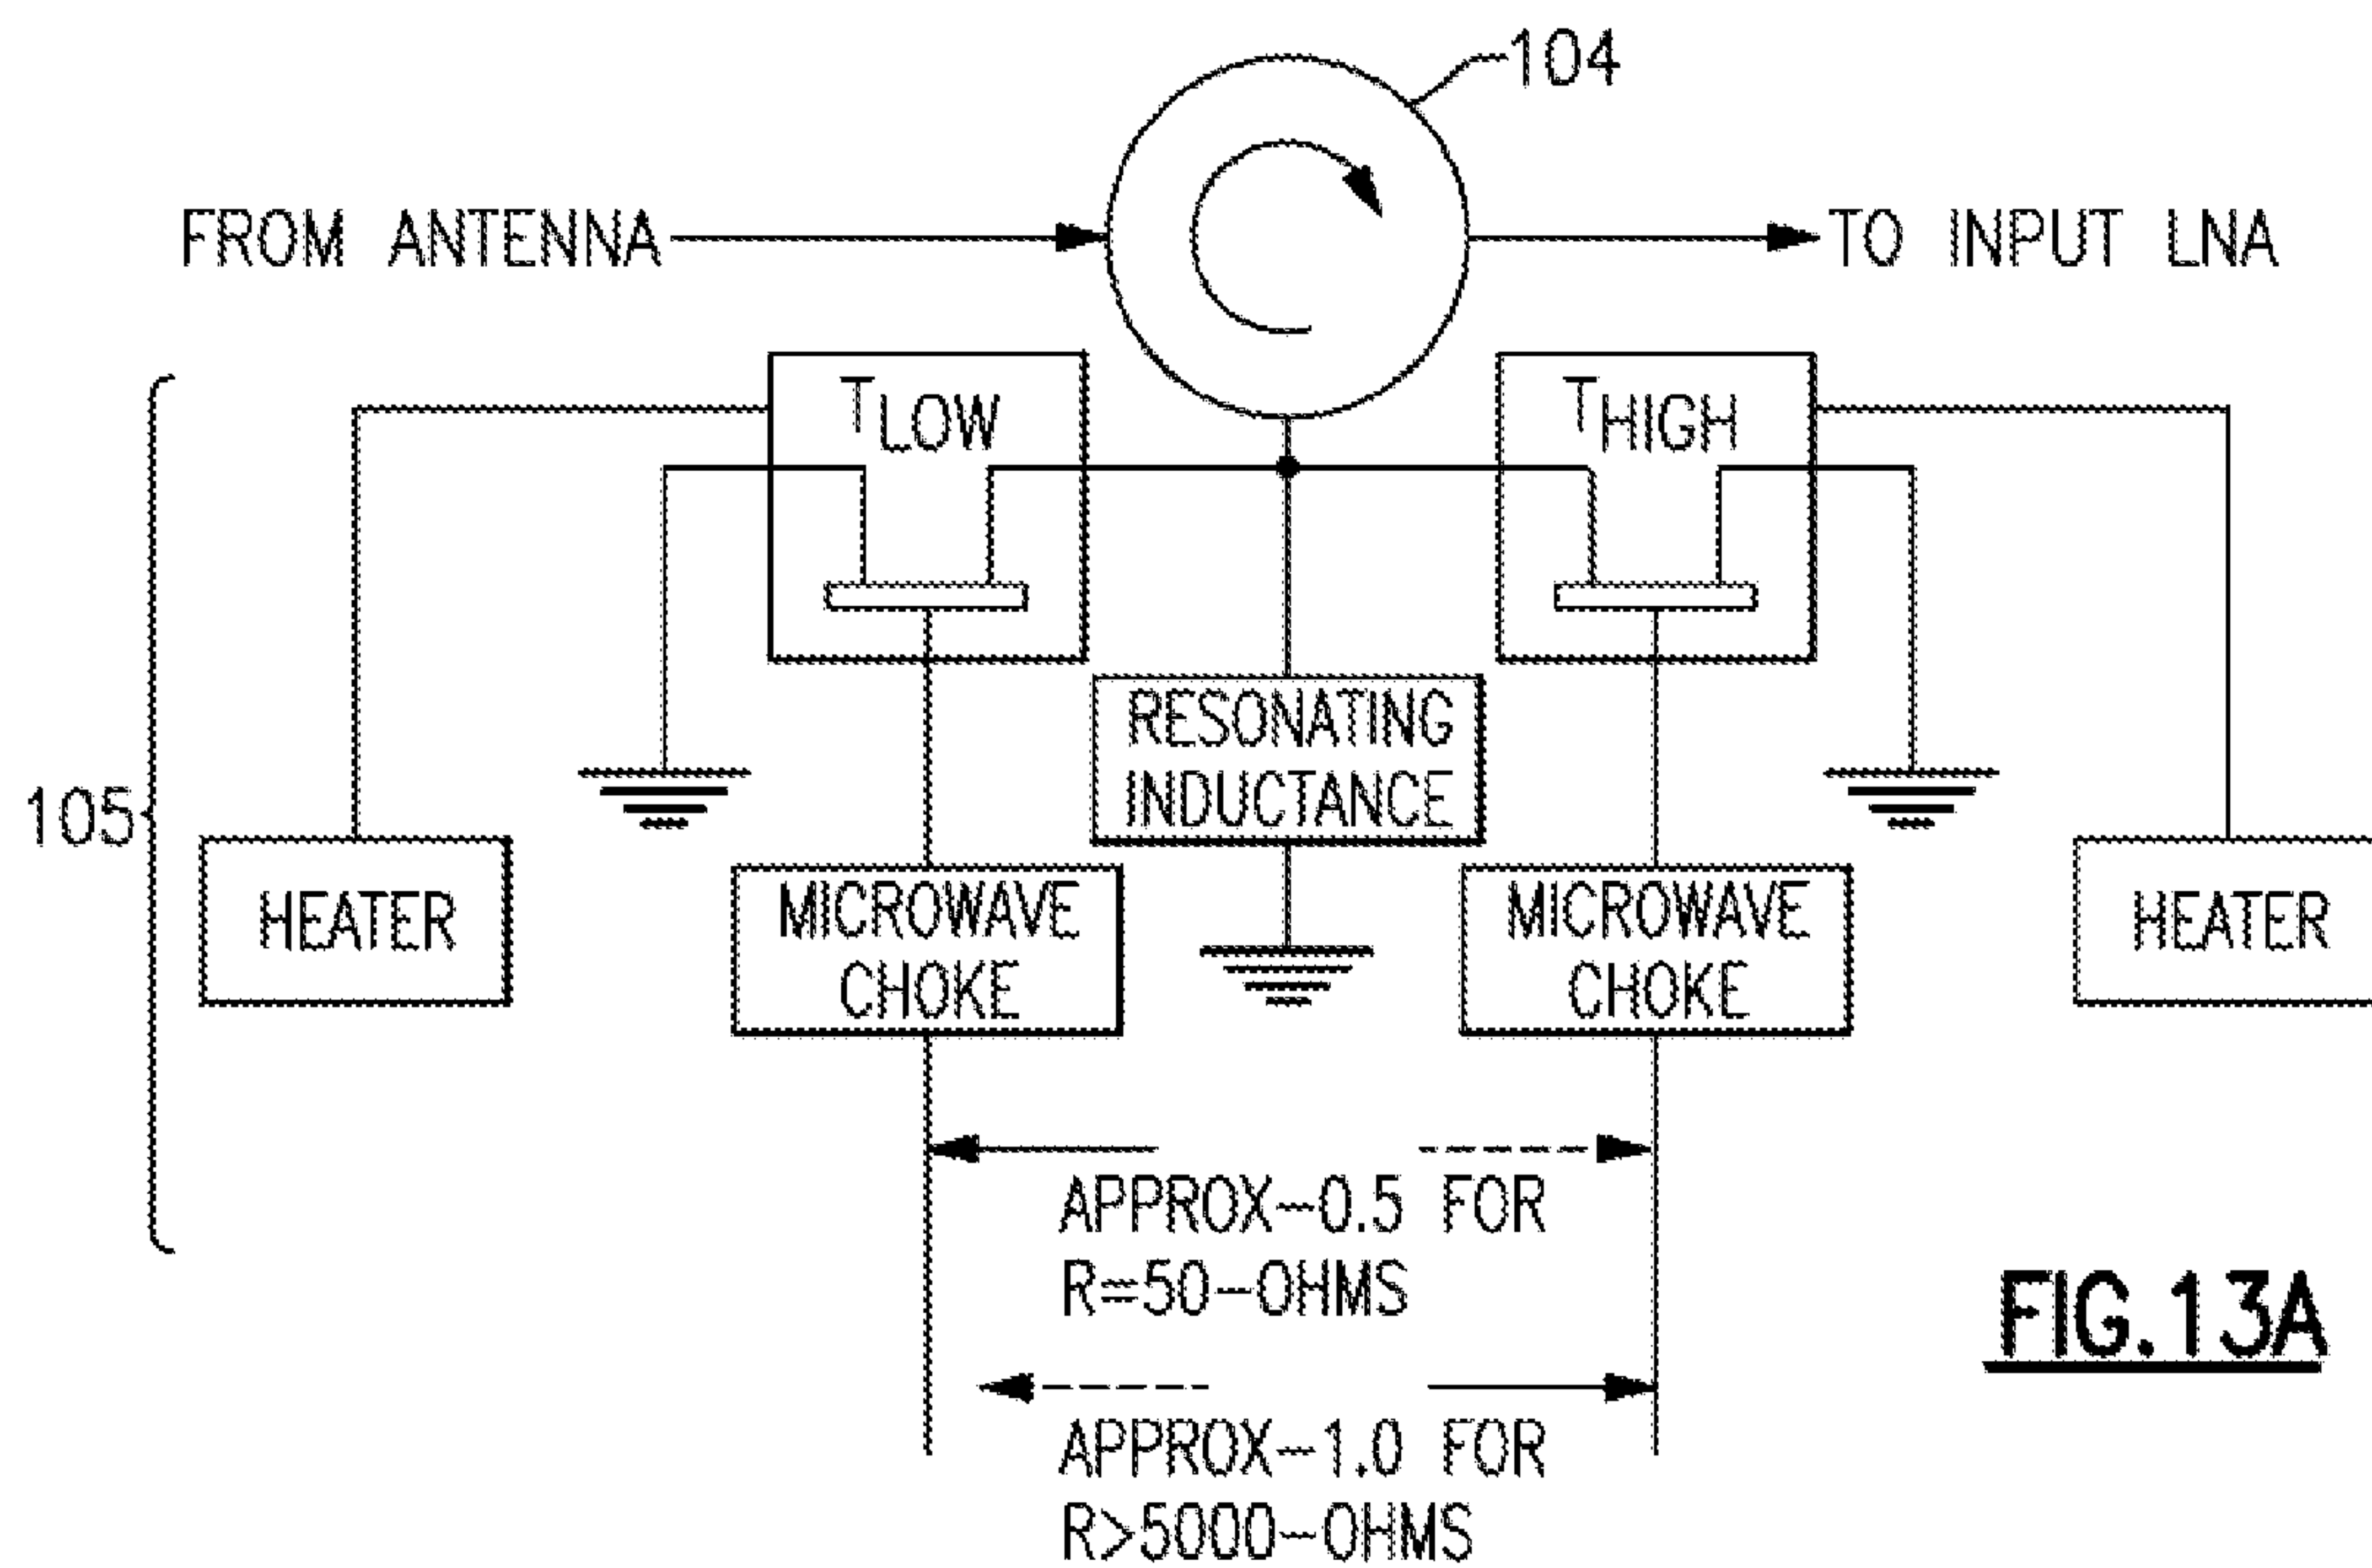 104
FROM ANTENNA
TO INPUT LNA
TLOW
THIGH
105
RESONATING
INDUCTANCE
HEATER
MICROWAVE
CHOKE
MICROWAVE
CHOKE
HEATER
APPROX-0.5 FOR
R=50-OHMS
APPROX-1.0 FOR
R>5000-OHMS
FIG.13A